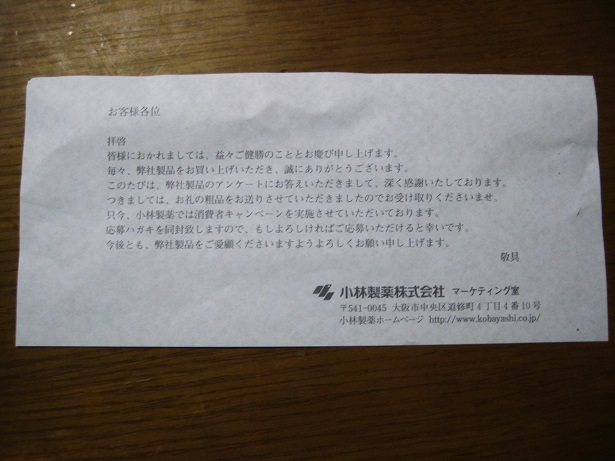 お客様各位
拝啓
皆様におかれましては、益々ご健勝のこととお慶び申し上げます。
毎々、弊社製品をお買い上げいただき、誠にありがとうございます。
このたびは、弊社製品のアンケートにお答えいただきまして、深く感謝いたしております。
つきましては、お礼の粗品をお送りさせていただきましたのでお受け取りくださいませ。
只今、小林製薬では消費者キャンペーンを実施させていただいております。
応募ハガキを同封致しますので、もしよろしければご応募いただけると幸いです。
今後とも、弊社製品をご愛顧くださいますようよろしくお願い申し上げます。
敬具
小林製薬株式会社 マーケティング室
〒541-0045 大阪市中央区道修町4丁目4番10号
小林製薬ホームページ http://www.kobayashi.co.jp/